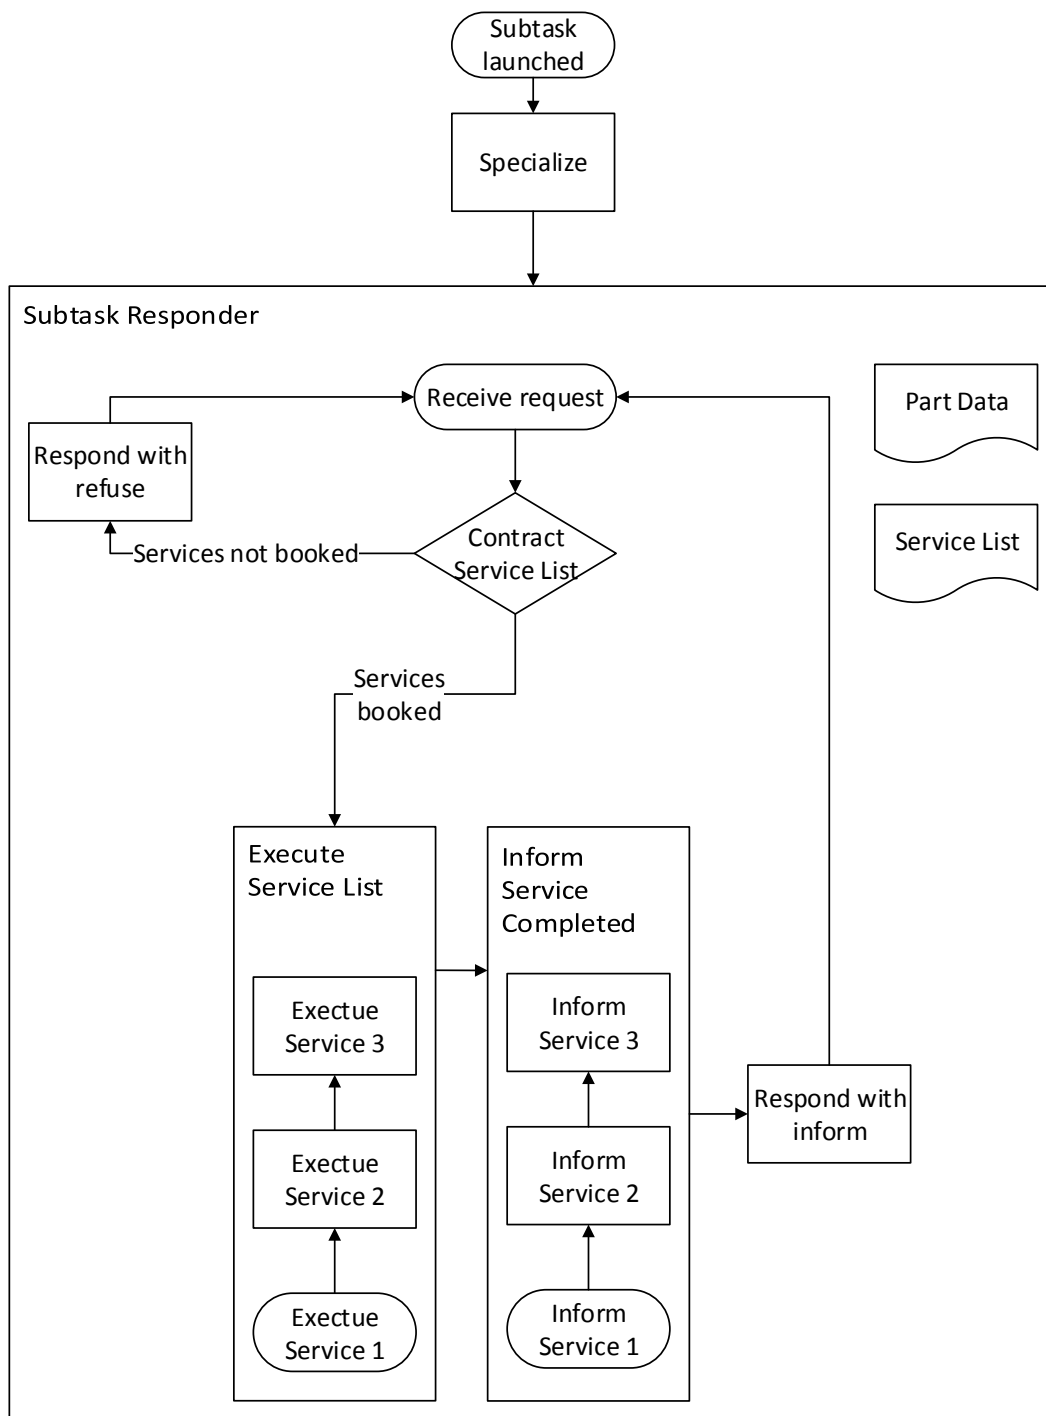 Subtask
launched
Specialize
Subtask Responder
Receive request
Part Data
Respond with
refuse
Services not booked
Contract
Service List
Service List
Services
booked
Execute
Service List
Inform
Service
Completed
Exectue
Service 3
Inform
Service 3
Respond with
inform
Exectue
Service 2
Inform
Service 2
Exectue
Service 1
Inform
Service 1